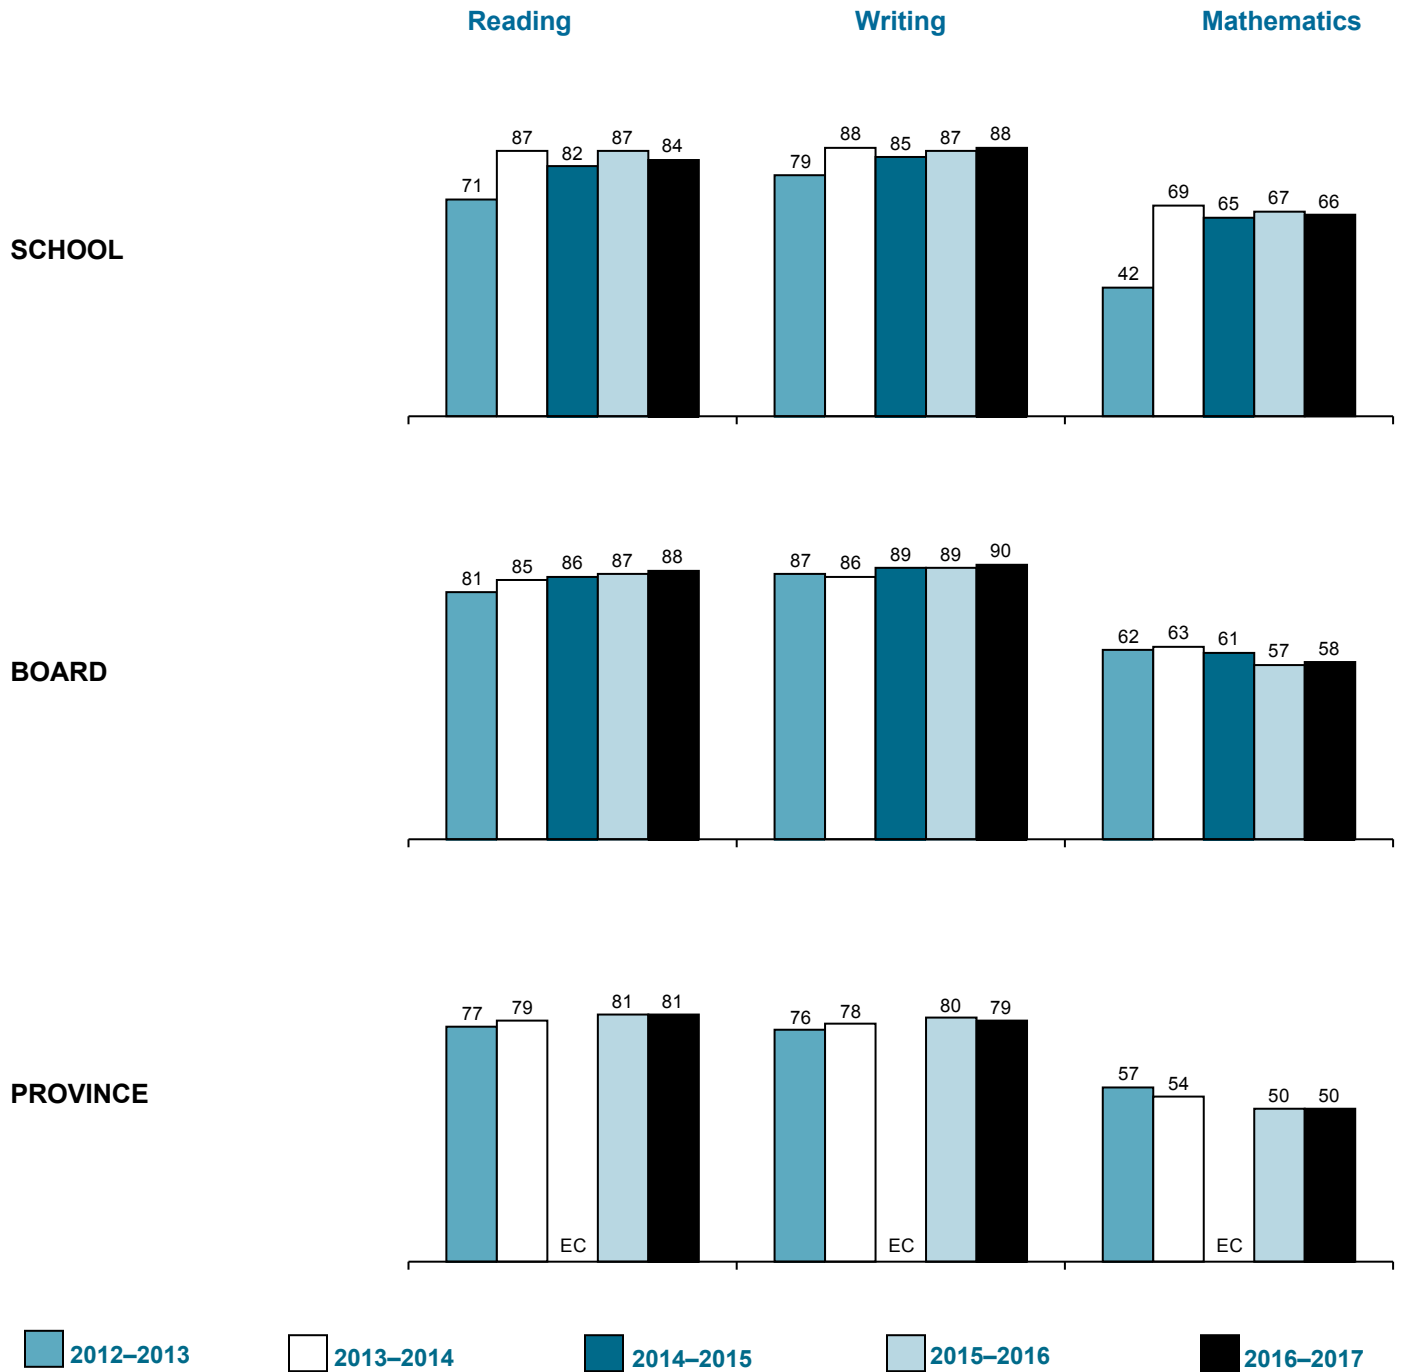 Reading Writing Mathematics
SCHOOL
71 87 82 87 84
79 88 85 87 88
42 69 65 67 66
BOARD
81 85 86 87 88
87 86 89 89 90
62 63 61 57 58
PROVINCE
77 79 EC 81 81
76 78 EC 80 79
57 54 EC 50 50
2012–2013 2013–2014 2014–2015 2015–2016 2016–2017